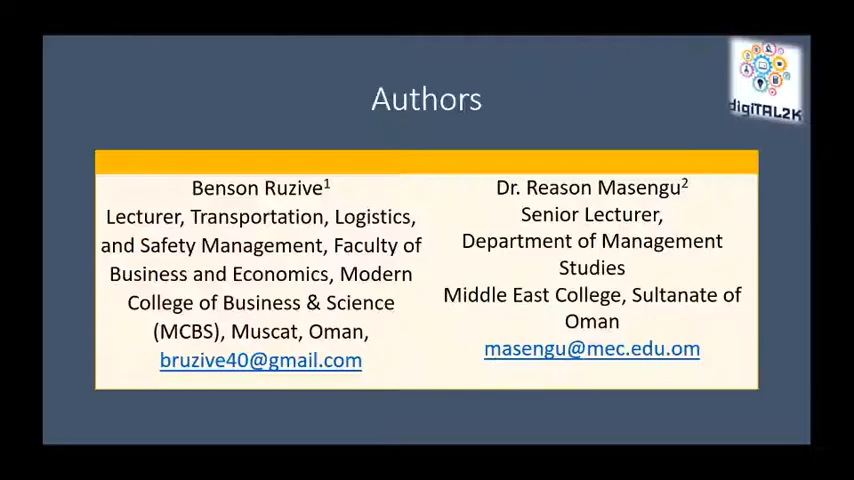 Authors
digiTAL2K
Benson Ruzive1
Lecturer, Transportation, Logistics,
and Safety Management, Faculty of
Business and Economics, Modern
College of Business & Science
(MCBS), Muscat, Oman,
bruzive40@gmail.com
Dr. Reason Masengu2
Senior Lecturer,
Department of Management
Studies
Middle East College, Sultanate of
Oman
masengu@mec.edu.om